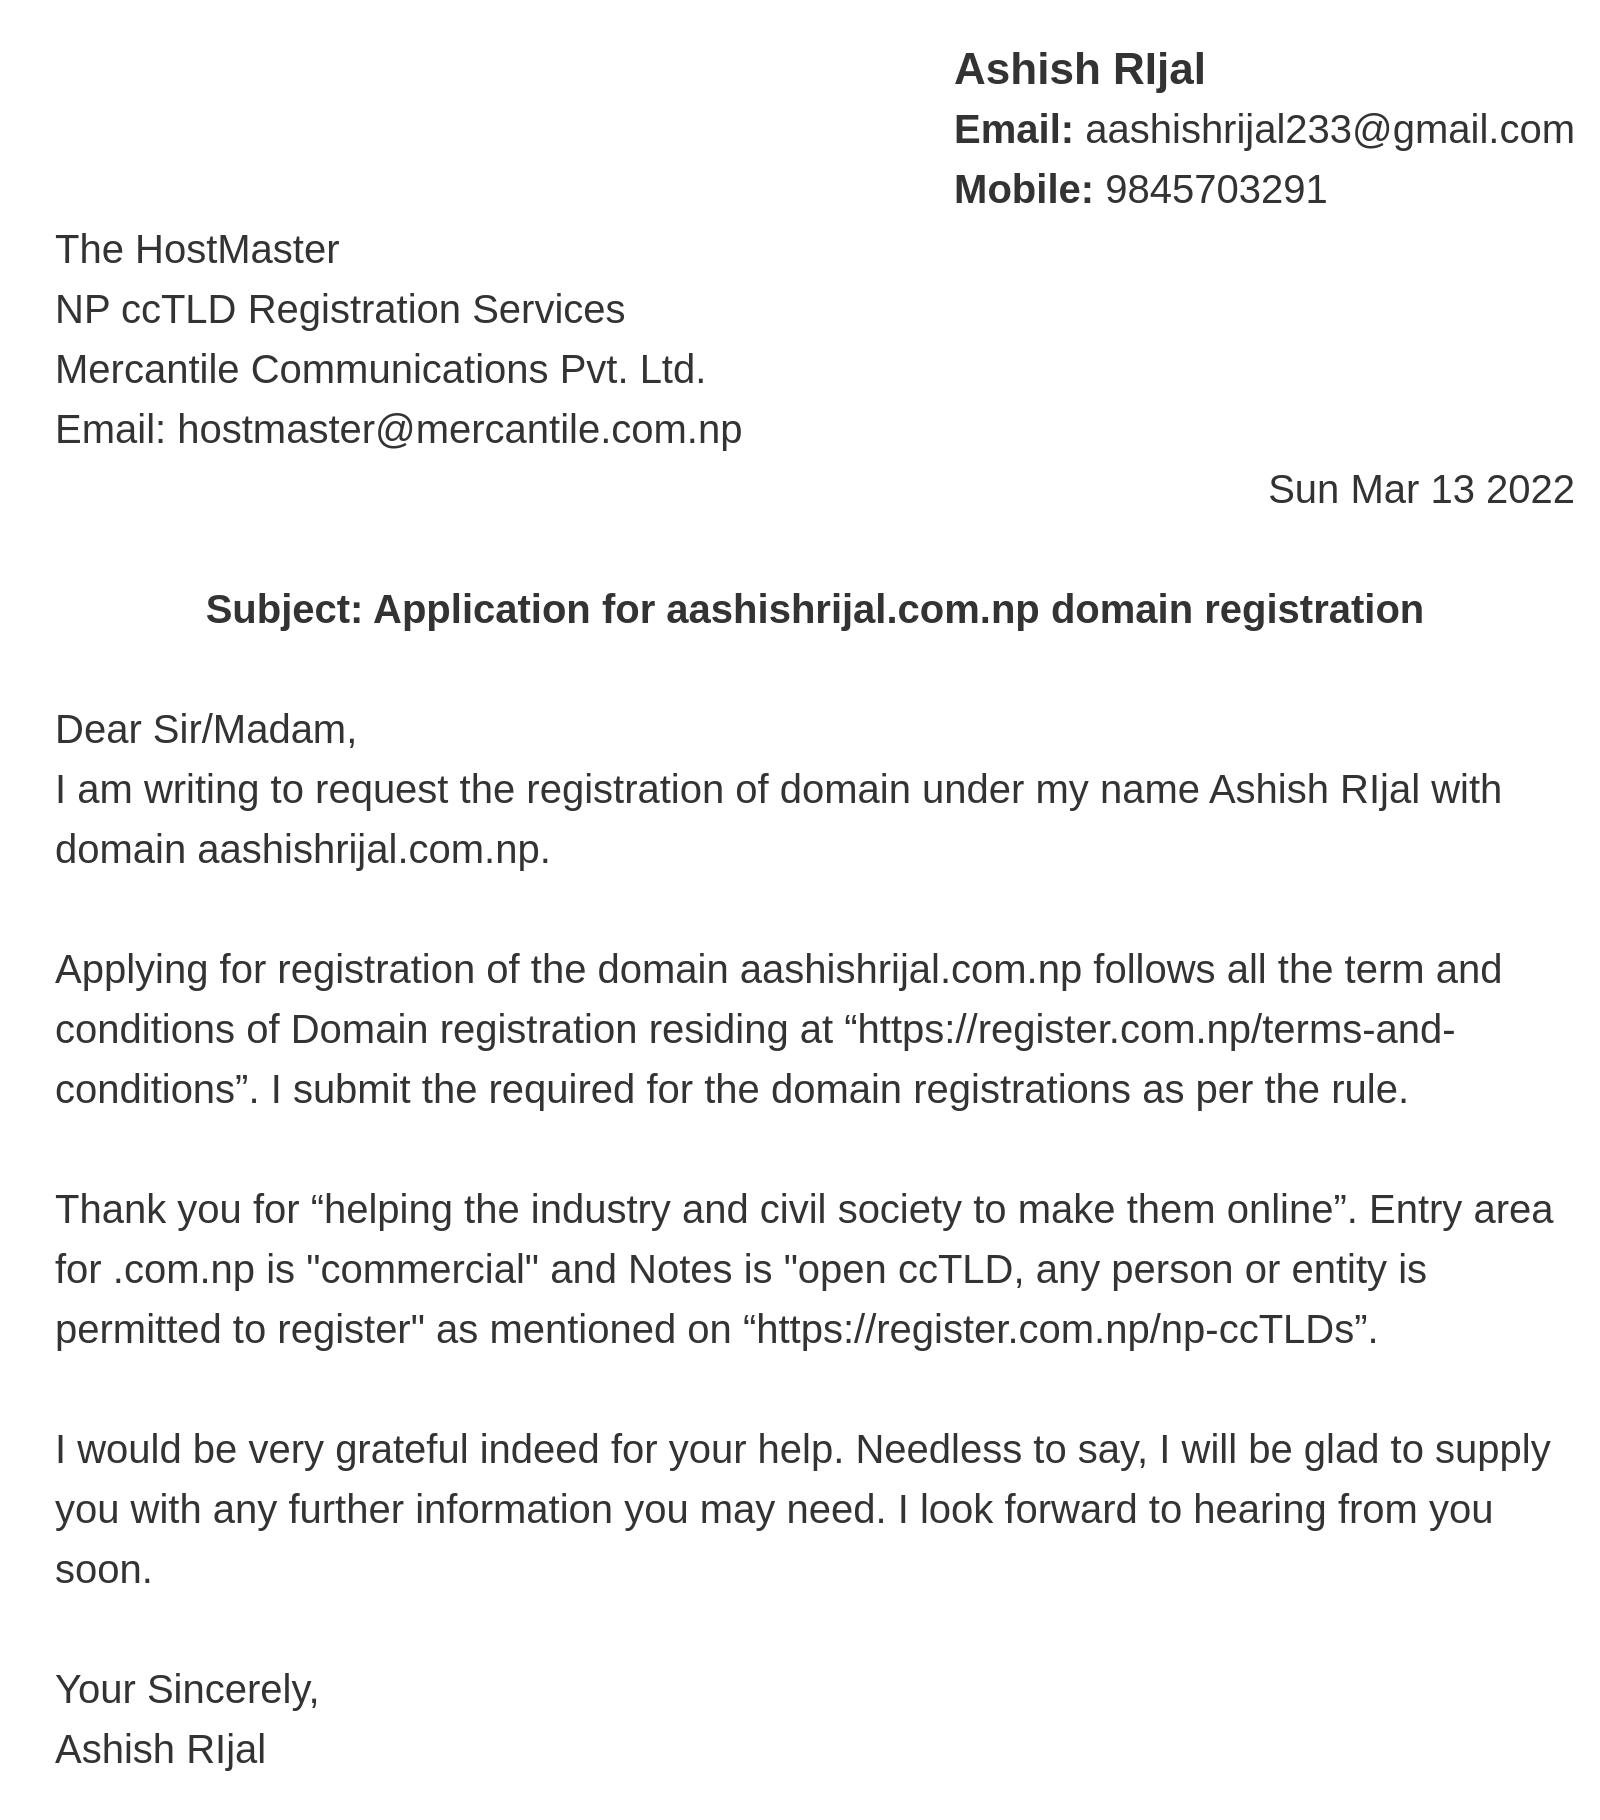 Ashish RIjal
Email: aashishrijal233@gmail.com
Mobile: 9845703291
The HostMaster
NP ccTLD Registration Services
Mercantile Communications Pvt. Ltd.
Email: hostmaster@mercantile.com.np
Sun Mar 13 2022
Subject: Application for aashishrijal.com.np domain registration
Dear Sir/Madam,
I am writing to request the registration of domain under my name Ashish RIjal with
domain aashishrijal.com.np.
Applying for registration of the domain aashishrijal.com.np follows all the term and
conditions of Domain registration residing at “https://register.com.np/terms-and-
conditions”. I submit the required for the domain registrations as per the rule.
Thank you for “helping the industry and civil society to make them online”. Entry area
for .com.np is "commercial" and Notes is "open ccTLD, any person or entity is
permitted to register" as mentioned on “https://register.com.np/np-ccTLDs”.
I would be very grateful indeed for your help. Needless to say, I will be glad to supply
you with any further information you may need. I look forward to hearing from you
soon.
Your Sincerely,
Ashish RIjal